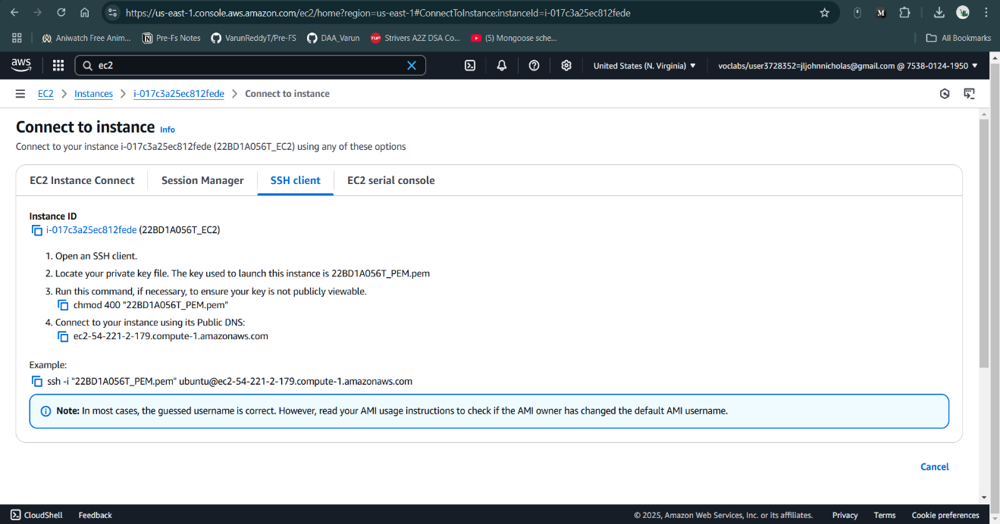 https://us-east-1.console.aws.amazon.com/ec2/home?region=us-east-1#ConnectToInstance:instanceId=i-017c3a25ec812fede
M
Aniwatch Free Anim... Pre-Fs Notes VarunReddyT/Pre-FS DAA_Varun TUF Strivers A2Z DSA Co... (5) Mongoose sche... All Bookmarks
aws ec2 United States (N. Virginia) voclabs/user3728352=jljohnnicholas@gmail.com @ 7538-0124-1950
EC2 Instances i-017c3a25ec812fede Connect to instance
Connect to instance Info
Connect to your instance i-017c3a25ec812fede (22BD1A056T_EC2) using any of these options
EC2 Instance Connect Session Manager SSH client EC2 serial console
Instance ID
i-017c3a25ec812fede (22BD1A056T_EC2)
1. Open an SSH client.
2. Locate your private key file. The key used to launch this instance is 22BD1A056T_PEM.pem
3. Run this command, if necessary, to ensure your key is not publicly viewable.
chmod 400 "22BD1A056T_PEM.pem"
4. Connect to your instance using its Public DNS:
ec2-54-221-2-179.compute-1.amazonaws.com
Example:
ssh -i "22BD1A056T_PEM.pem" ubuntu@ec2-54-221-2-179.compute-1.amazonaws.com
Note: In most cases, the guessed username is correct. However, read your AMI usage instructions to check if the AMI owner has changed the default AMI username.
Cancel
CloudShell Feedback © 2025, Amazon Web Services, Inc. or its affiliates. Privacy Terms Cookie preferences